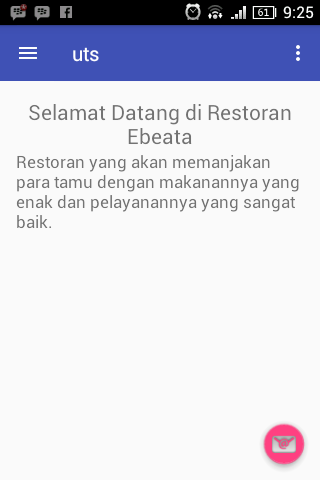 61 9:25
uts
Selamat Datang di Restoran
Ebeata
Restoran yang akan memanjakan
para tamu dengan makanannya yang
enak dan pelayanannya yang sangat
baik.